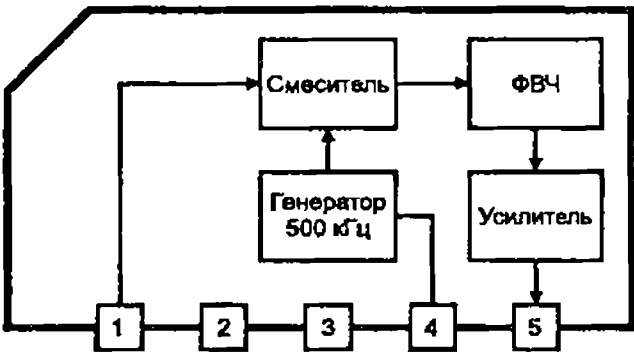 Смеситель
ФВЧ
Генератор
500 кГц
Усилитель
1
2
3
4
5